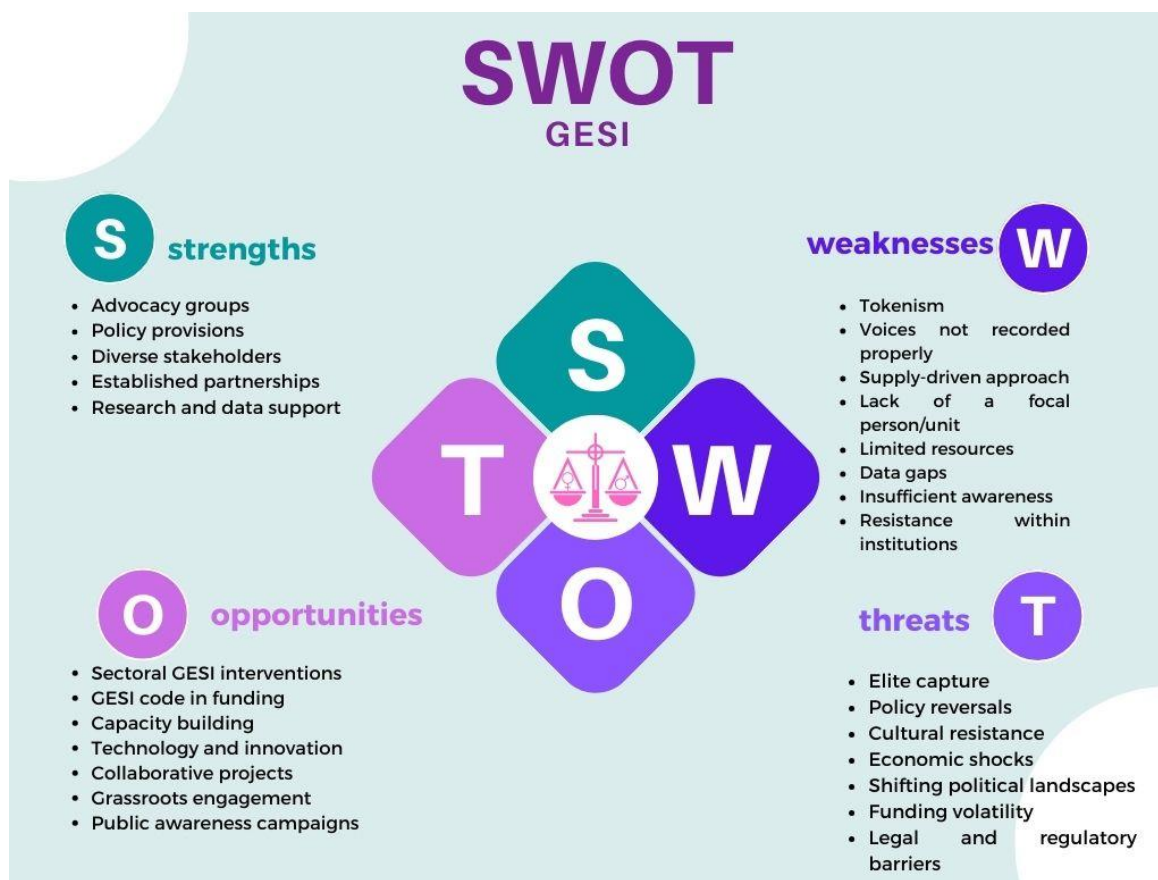 SWOT
GESI
S strengths
• Advocacy groups
• Policy provisions
• Diverse stakeholders
• Established partnerships
• Research and data support
weaknesses W
• Tokenism
• Voices not recorded
properly
• Supply-driven approach
• Lack of a focal
person/unit
• Limited resources
• Data gaps
• Insufficient awareness
• Resistance within
institutions
S
T
W
O
O opportunities
• Sectoral GESI interventions
• GESI code in funding
• Capacity building
• Technology and innovation
• Collaborative projects
• Grassroots engagement
• Public awareness campaigns
threats T
• Elite capture
• Policy reversals
• Cultural resistance
• Economic shocks
• Shifting political landscapes
• Funding volatility
• Legal and regulatory
barriers